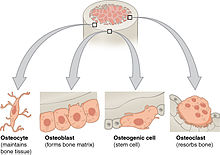 Osteocyte
(maintains
bone tissue)
Osteoblast
(forms bone matrix)
Osteogenic cell
(stem cell)
Osteoclast
(resorbs bone)